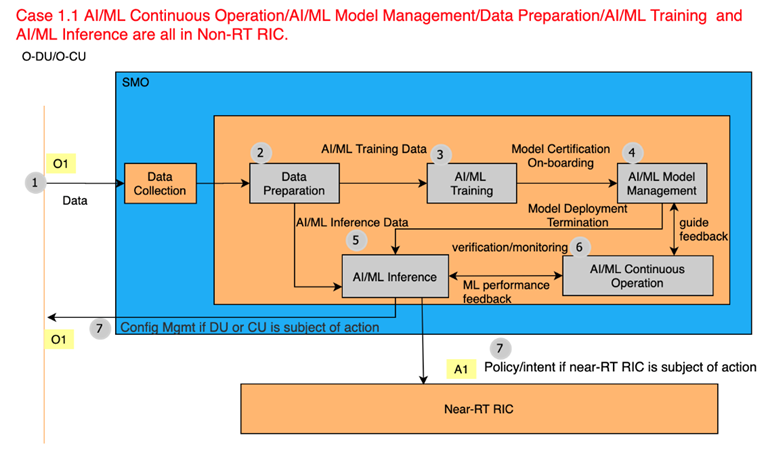 Case 1.1 AI/ML Continuous Operation/AI/ML Model Management/Data Preparation/AI/ML Training and
AI/ML Inference are all in Non-RT RIC.
O-DU/O-CU
SMO
O1
1
Data
Data
Collection
2
Data
Preparation
AI/ML Training Data
3
AI/ML
Training
Model Certification
On-boarding
4
AI/ML Model
Management
AI/ML Inference Data
Model Deployment
Termination
guide
feedback
5
AI/ML Inference
verification/monitoring
6
ML performance
feedback
AI/ML Continuous
Operation
7
Config Mgmt if DU or CU is subject of action
O1
7
A1
Policy/intent if near-RT RIC is subject of action
Near-RT RIC